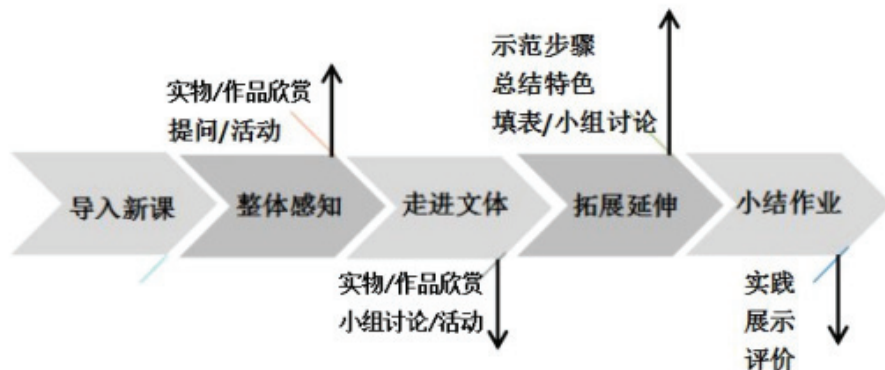 示范步骤
总结特色
填表/小组讨论
实物/作品欣赏
提问/活动
导入新课
整体感知
走进文体
拓展延伸
小结作业
实物/作品欣赏
小组讨论/活动
实践
展示
评价